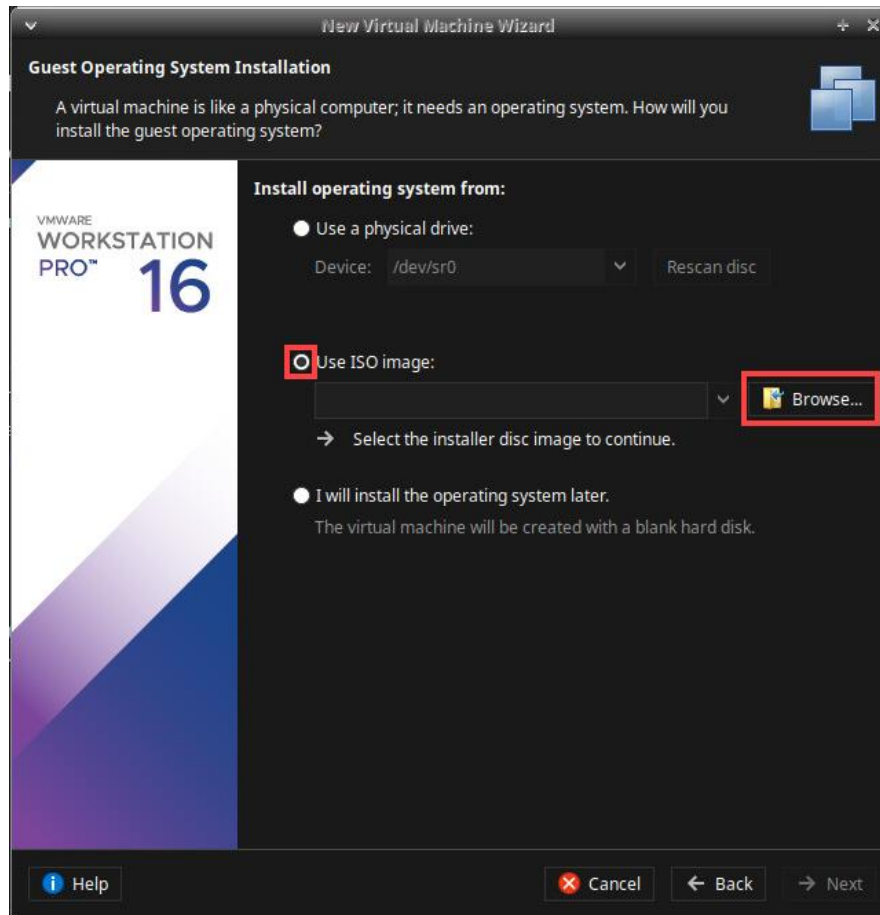 New Virtual Machine Wizard
Guest Operating System Installation
A virtual machine is like a physical computer; it needs an operating system. How will you
install the guest operating system?
VMWARE
WORKSTATION
PRO™ 16
Install operating system from:
Use a physical drive:
Device: /dev/sr0 Rescan disc
Use ISO image:
Browse...
→ Select the installer disc image to continue.
I will install the operating system later.
The virtual machine will be created with a blank hard disk.
Help Cancel ← Back → Next